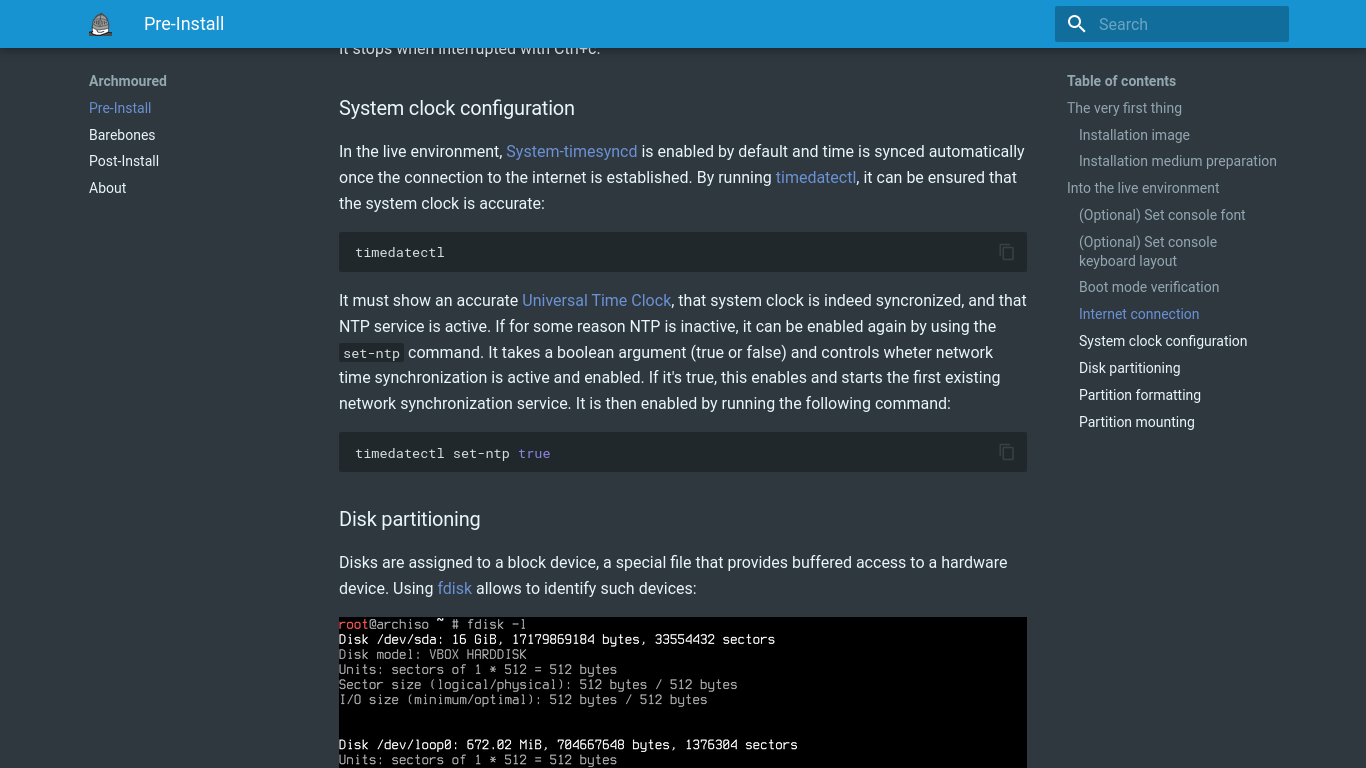 Pre-Install
Search
Archmoured
Pre-Install
Barebones
Post-Install
About
It stops when interrupted with Ctrl+c.
System clock configuration
In the live environment, System-timesyncd is enabled by default and time is synced automatically
once the connection to the internet is established. By running timedatectl, it can be ensured that
the system clock is accurate:
timedatectl
It must show an accurate Universal Time Clock, that system clock is indeed syncronized, and that
NTP service is active. If for some reason NTP is inactive, it can be enabled again by using the
set-ntp command. It takes a boolean argument (true or false) and controls wheter network
time synchronization is active and enabled. If it's true, this enables and starts the first existing
network synchronization service. It is then enabled by running the following command:
timedatectl set-ntp true
Disk partitioning
Disks are assigned to a block device, a special file that provides buffered access to a hardware
device. Using fdisk allows to identify such devices:
root@archiso ~ # fdisk -l
Disk /dev/sda: 16 GiB, 17179869184 bytes, 33554432 sectors
Disk model: VBOX HARDDISK
Units: sectors of 1 * 512 = 512 bytes
Sector size (logical/physical): 512 bytes / 512 bytes
I/O size (minimum/optimal): 512 bytes / 512 bytes
Disk /dev/loop0: 672.02 MiB, 704667648 bytes, 1376304 sectors
Units: sectors of 1 * 512 = 512 bytes
Table of contents
The very first thing
Installation image
Installation medium preparation
Into the live environment
(Optional) Set console font
(Optional) Set console
keyboard layout
Boot mode verification
Internet connection
System clock configuration
Disk partitioning
Partition formatting
Partition mounting